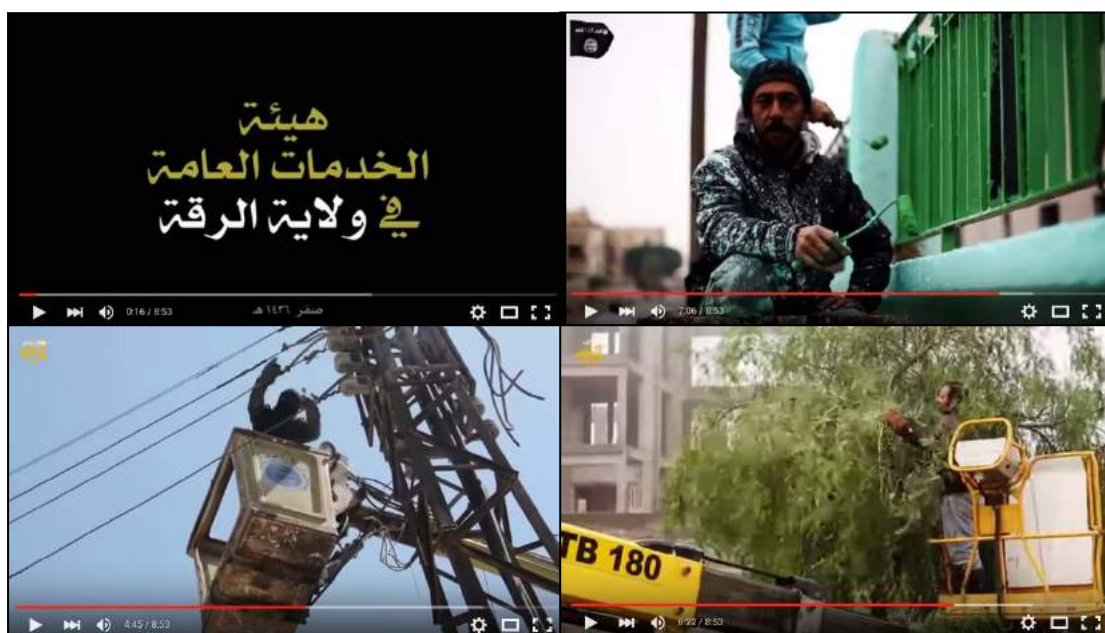 هيئة
الخدمات العامة
في ولاية الرقة
صفر ١٤٣٦ هـ
0:16 / 8:53
7:06 / 8:53
4:45 / 8:53
TB 180
6:22 / 8:53